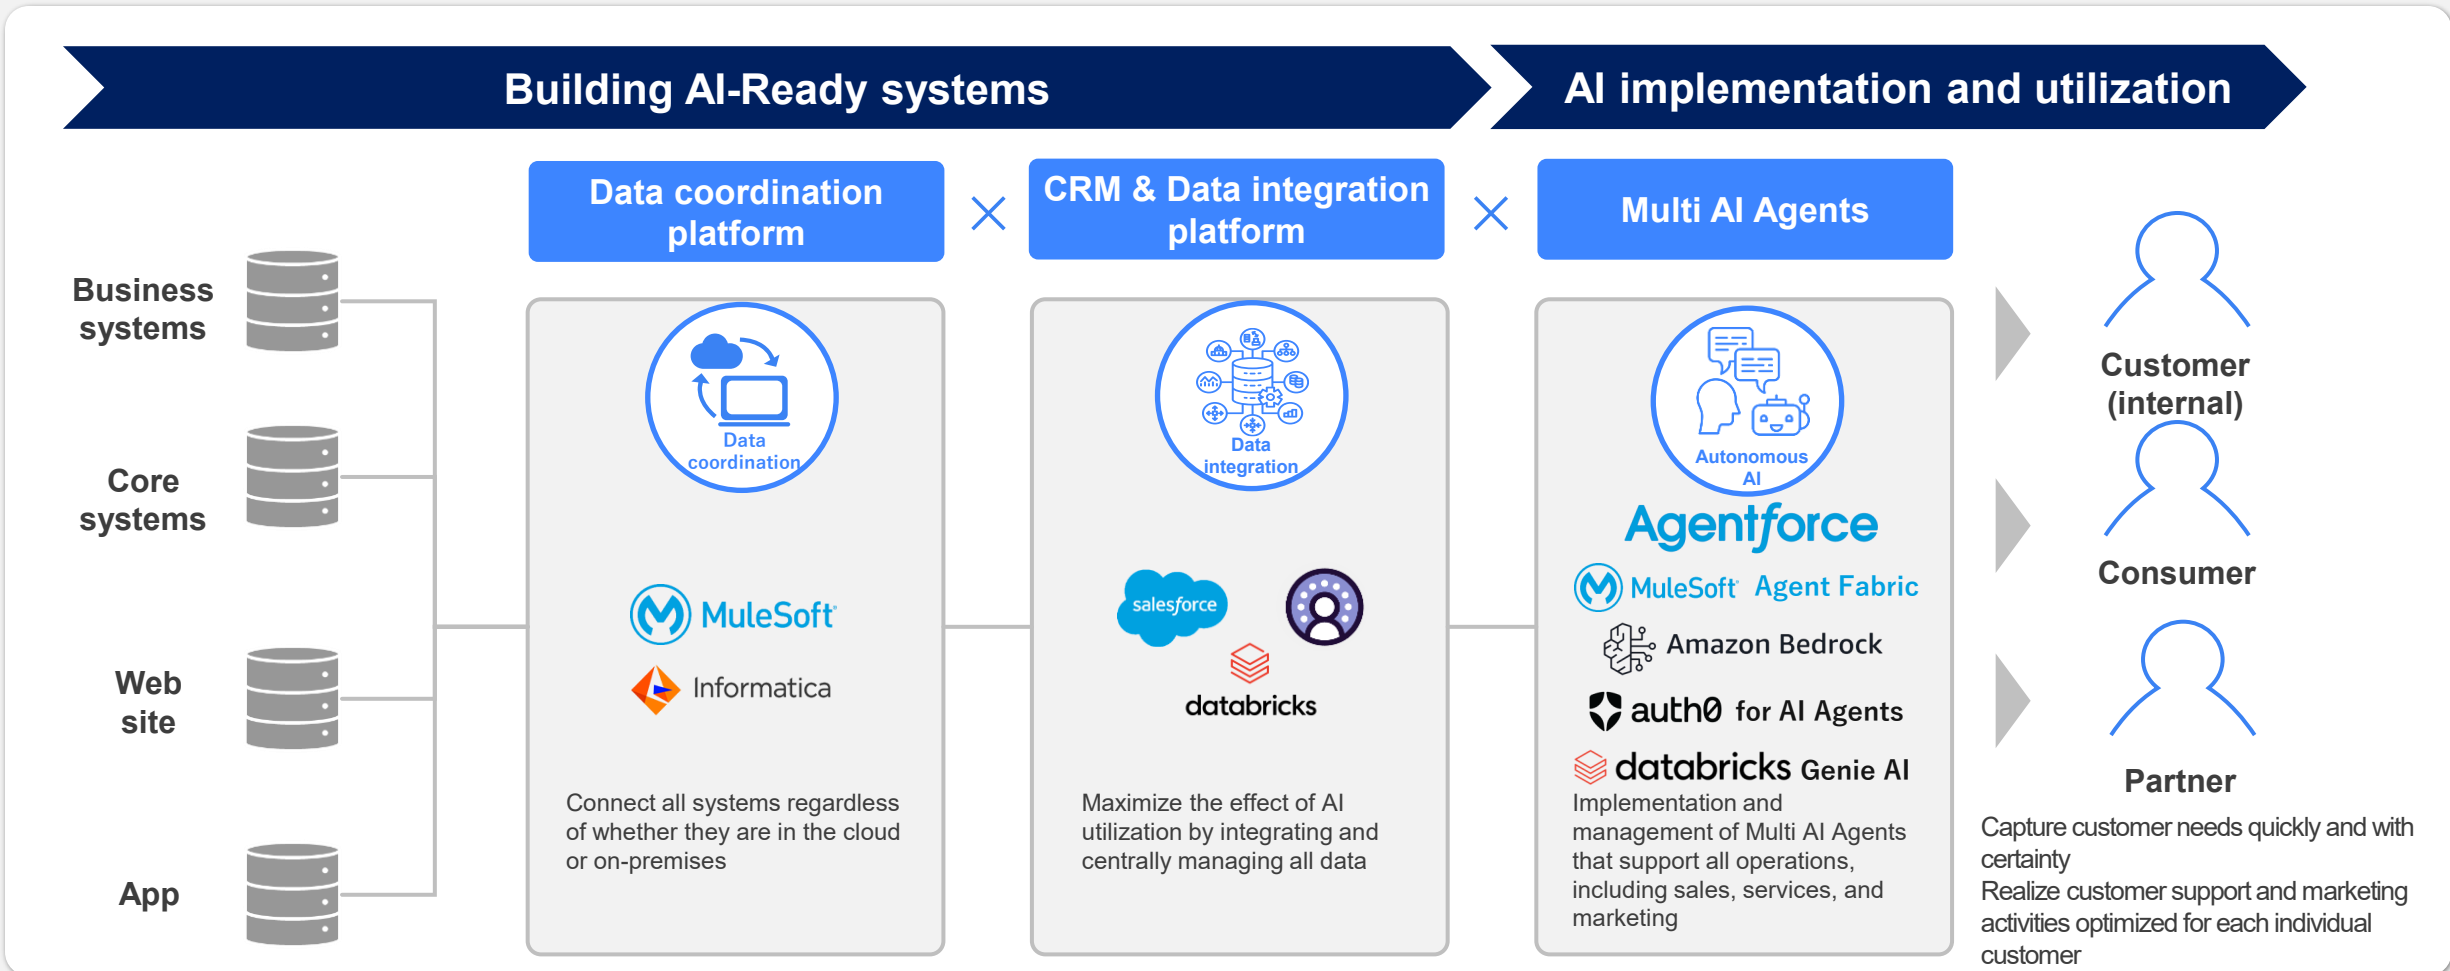 Building AI-Ready systems
AI implementation and utilization
Data coordination
platform
CRM & Data integration
platform
Multi AI Agents
Business
systems
Core
systems
Web
site
App
Data
coordination
MuleSoft
Informatica
Connect all systems regardless
of whether they are in the cloud
or on-premises
Data
integration
salesforce
databricks
Maximize the effect of AI
utilization by integrating and
centrally managing all data
Autonomous
AI
Agentforce
MuleSoft Agent Fabric
Amazon Bedrock
auth0 for AI Agents
databricks Genie AI
Implementation and
management of Multi AI Agents
that support all operations,
including sales, services, and
marketing
Customer
(internal)
Consumer
Partner
Capture customer needs quickly and with
certainty
Realize customer support and marketing
activities optimized for each individual
customer